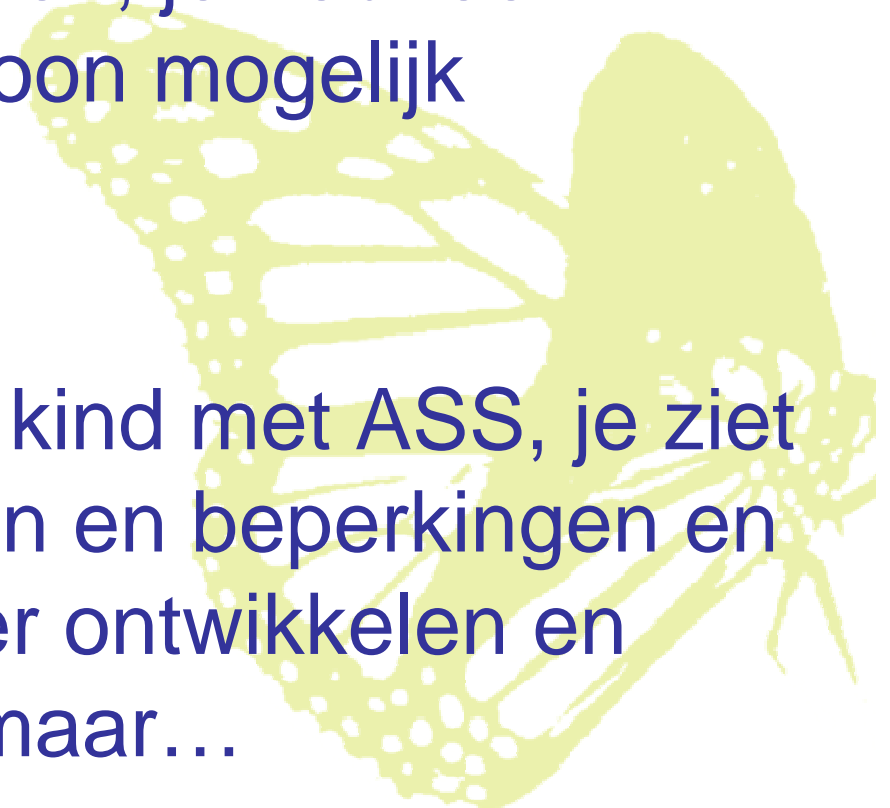 oon mogelijk
kind met ASS, je ziet
n en beperkingen en
er ontwikkelen en
maar…